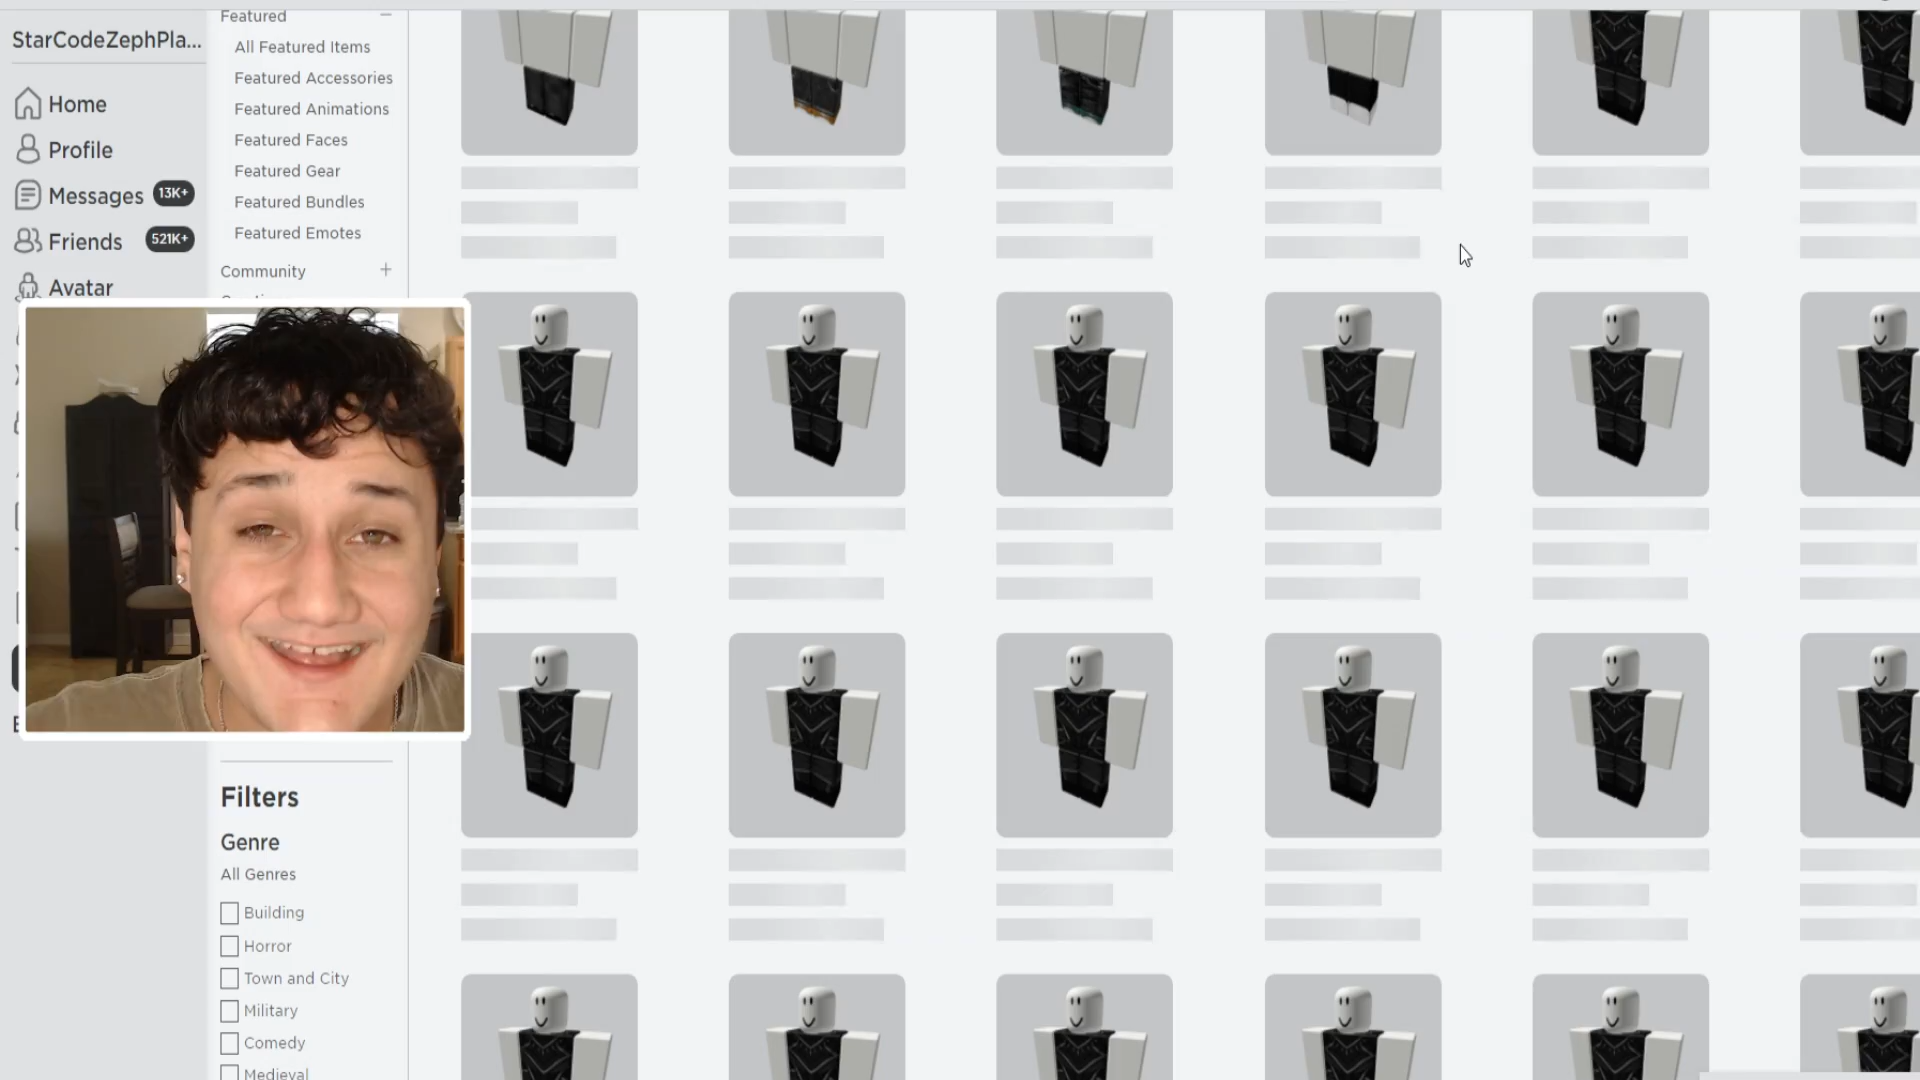 StarCodeZephPla...
Home
Profile
Messages 13K+
Friends 521K+
Avatar
Featured
All Featured Items
Featured Accessories
Featured Animations
Featured Faces
Featured Gear
Featured Bundles
Featured Emotes
Community
Filters
Genre
All Genres
Building
Horror
Town and City
Military
Comedy
Medieval